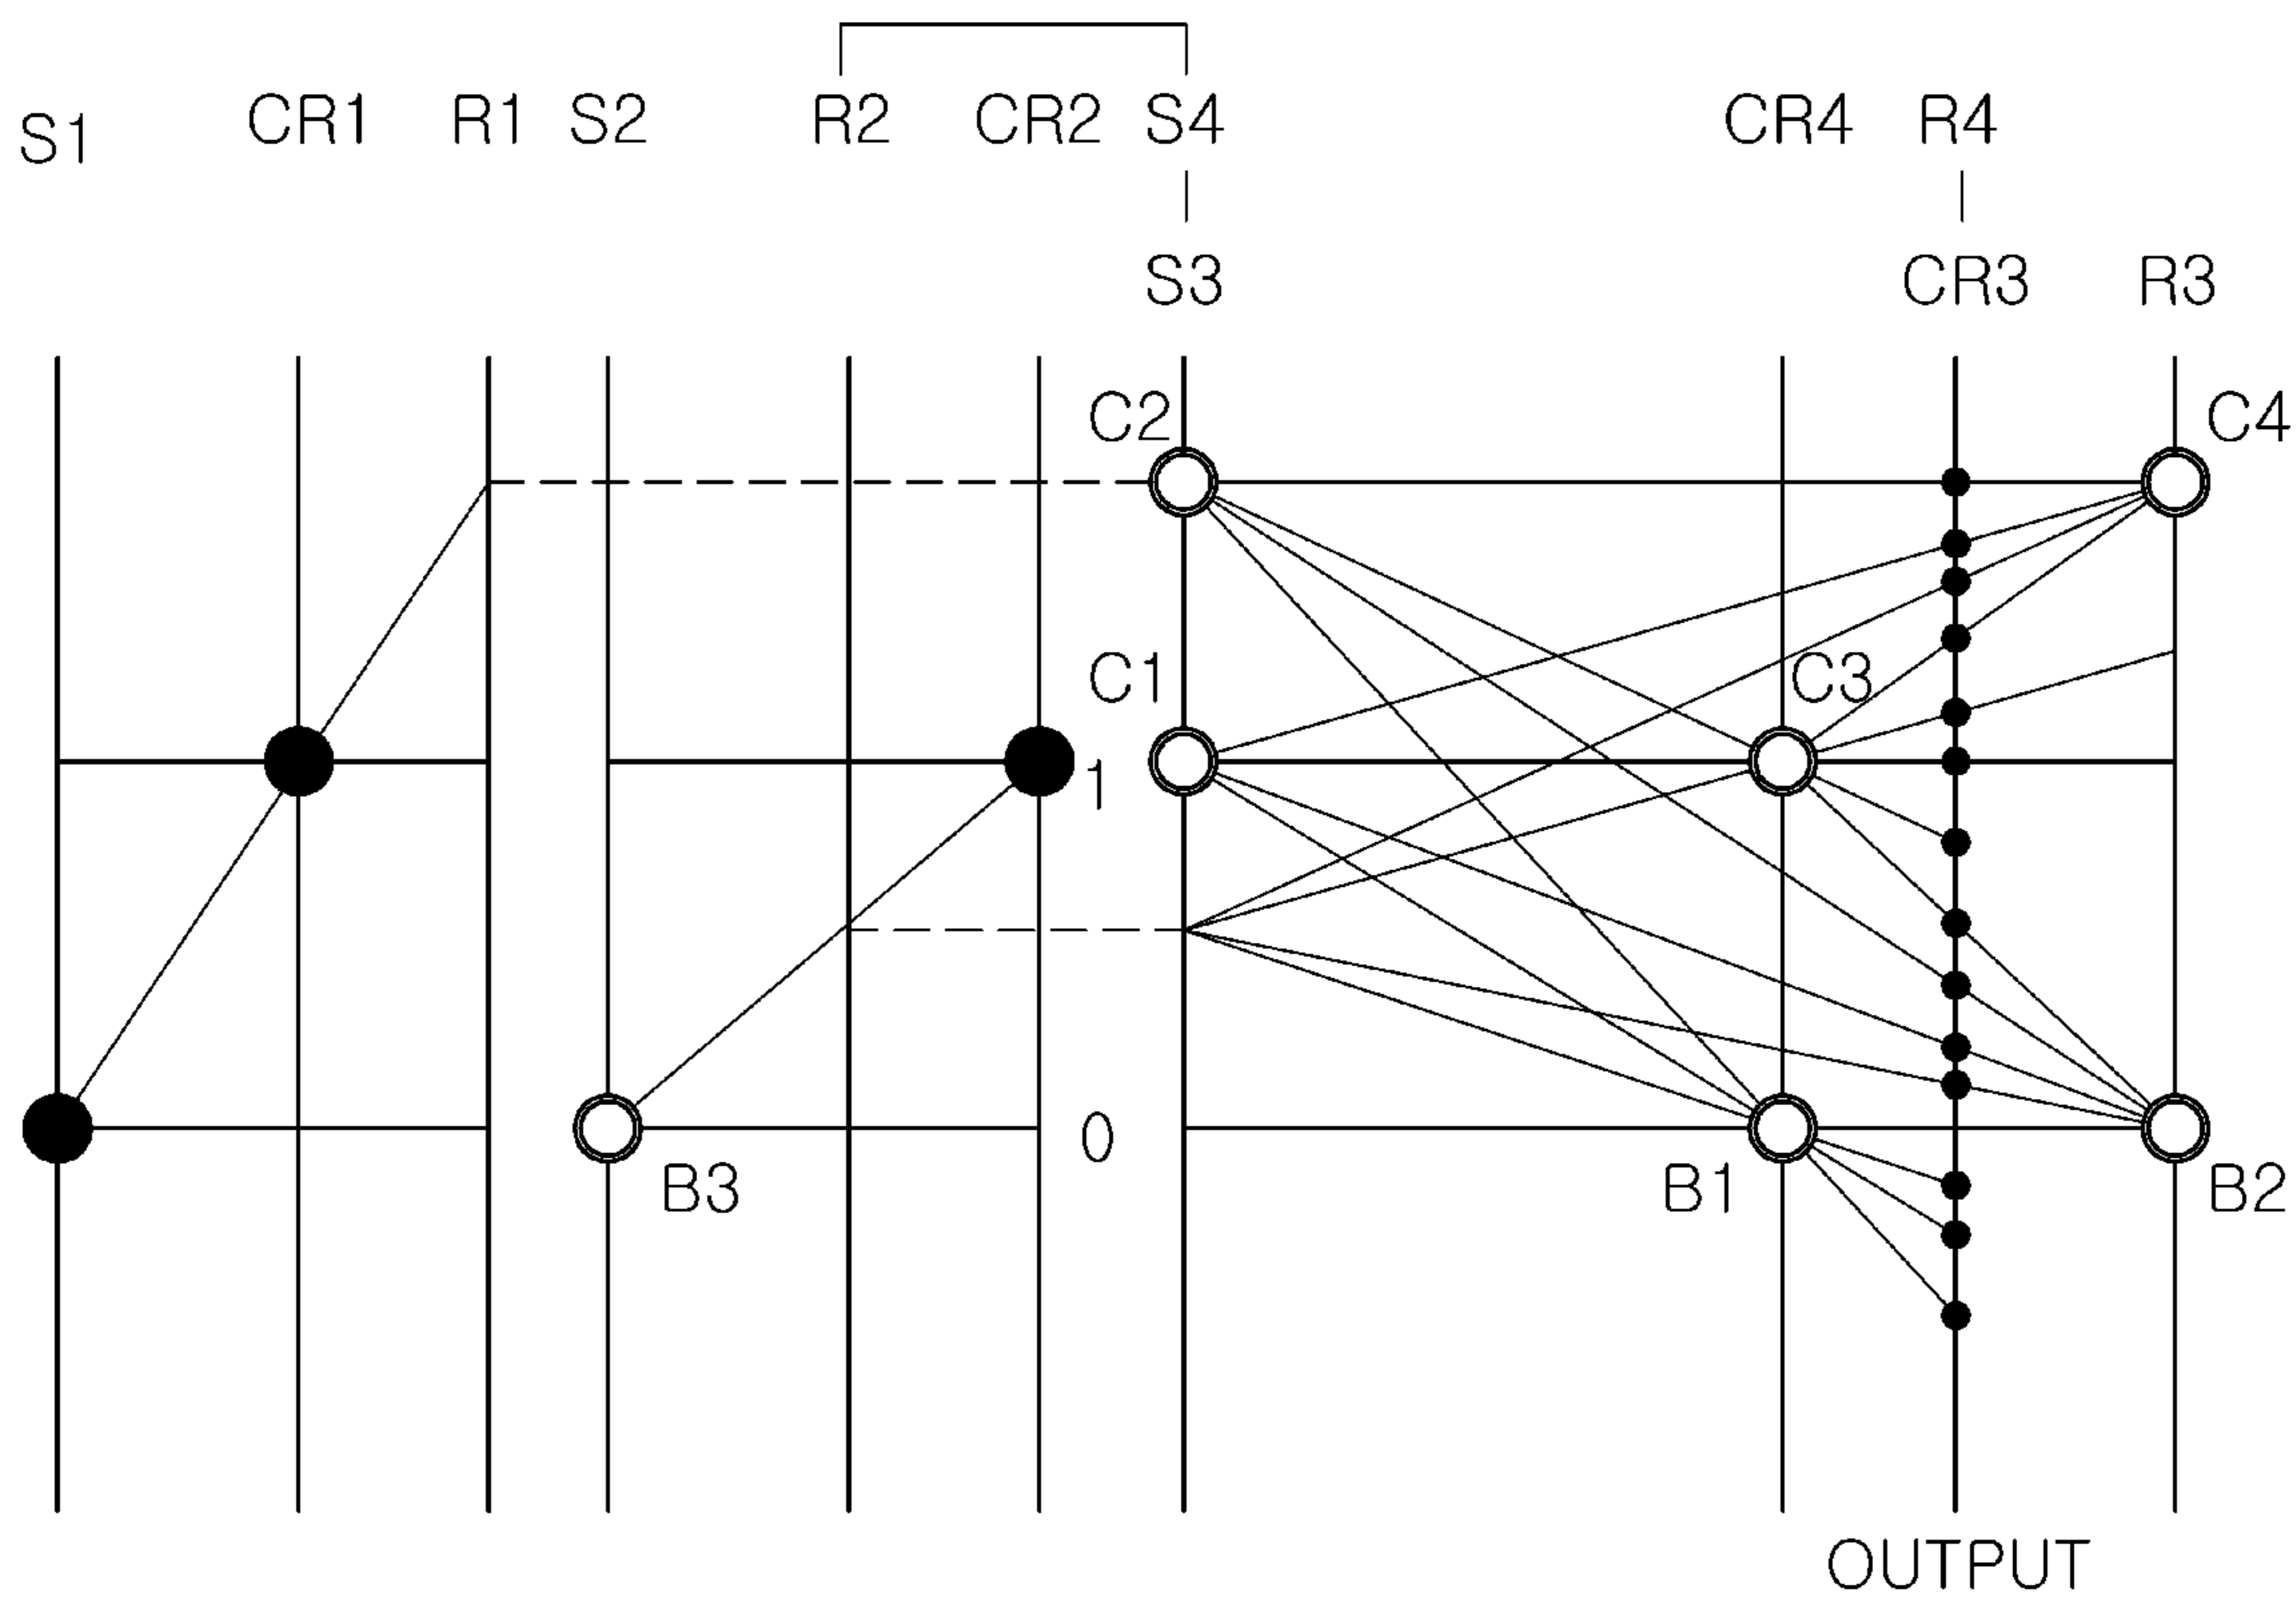 S1 CR1 R1 S2 R2 CR2 S4 CR4 R4
S3 CR3 R3
C2 C4
C1 C3
1
0
B3 B1 B2
OUTPUT